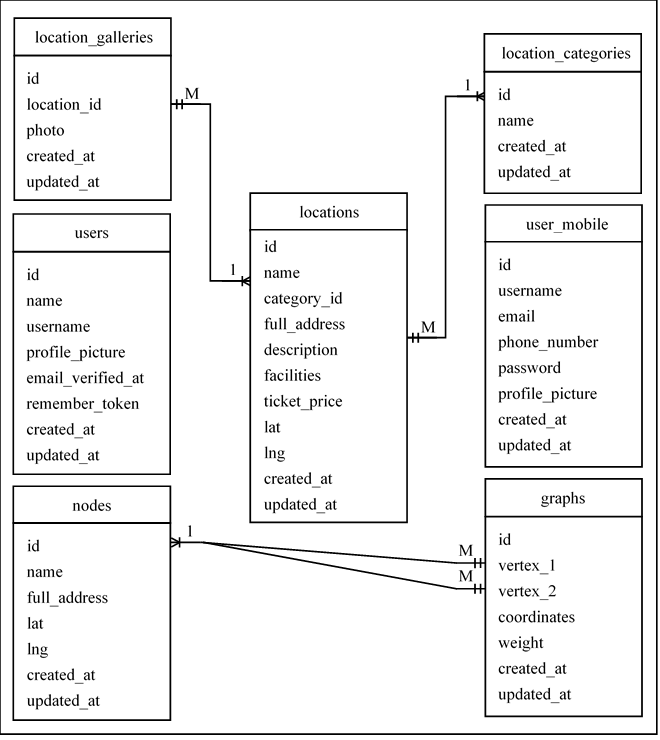 location_galleries
id
location_id
photo
created_at
updated_at
M
1
location_categories
id
name
created_at
updated_at
1
M
locations
id
name
category_id
full_address
description
facilities
ticket_price
lat
lng
created_at
updated_at
users
id
name
username
profile_picture
email_verified_at
remember_token
created_at
updated_at
user_mobile
id
username
email
phone_number
password
profile_picture
created_at
updated_at
nodes
id
name
full_address
lat
lng
created_at
updated_at
1
M
M
graphs
id
vertex_1
vertex_2
coordinates
weight
created_at
updated_at